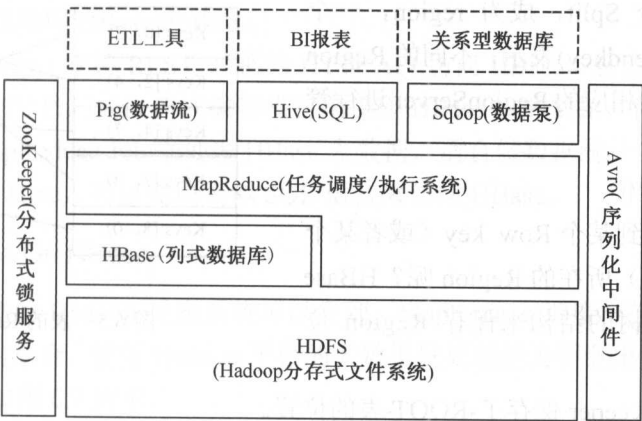 ETL工具
BI报表
关系型数据库
Pig(数据流)
Hive(SQL)
Sqoop(数据泵)
ZooKeeper(分布式锁服务)
MapReduce(任务调度/执行系统)
HBase(列式数据库)
HDFS
(Hadoop分存式文件系统)
Avro(序列化中间件)